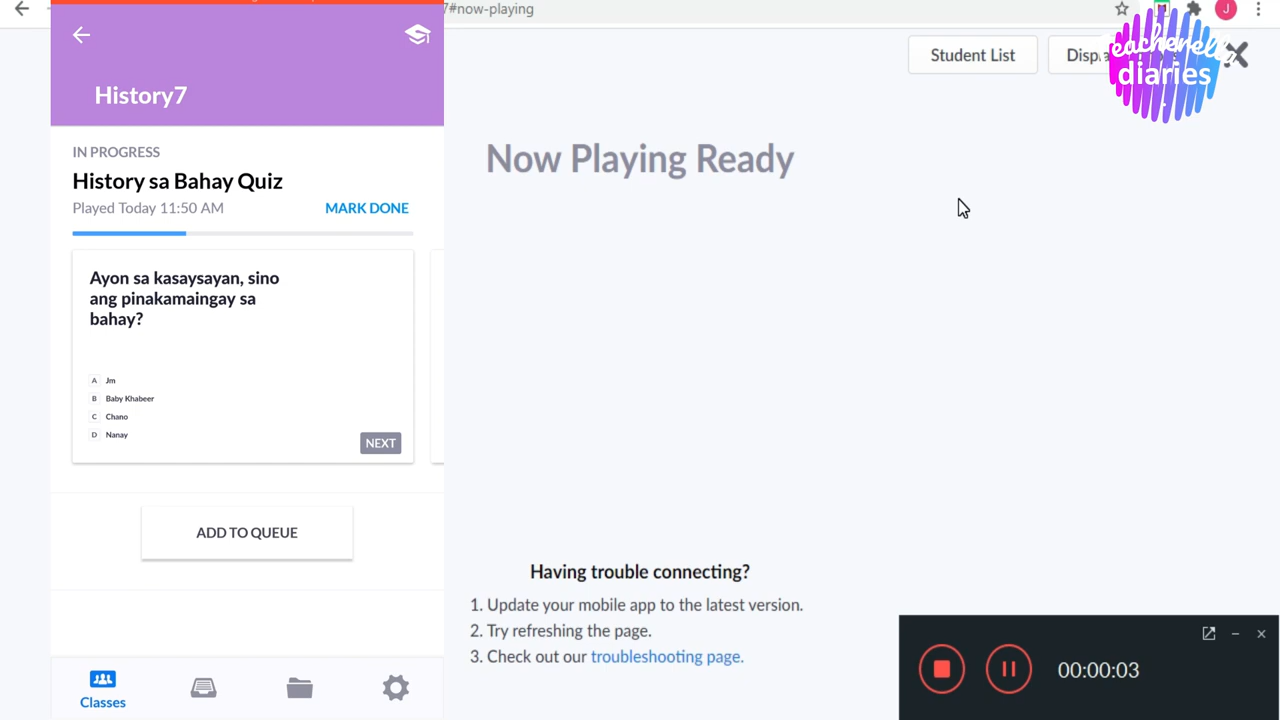 7#now-playing
J
Student List
teachernell
diaries
History7
IN PROGRESS
History sa Bahay Quiz
Played Today 11:50 AM
MARK DONE
Ayon sa kasaysayan, sino
ang pinakamaingay sa
bahay?
A Jm
B Baby Khabeer
C Chano
D Nanay
NEXT
ADD TO QUEUE
Classes
Now Playing Ready
Having trouble connecting?
1. Update your mobile app to the latest version.
2. Try refreshing the page.
3. Check out our troubleshooting page.
00:00:03